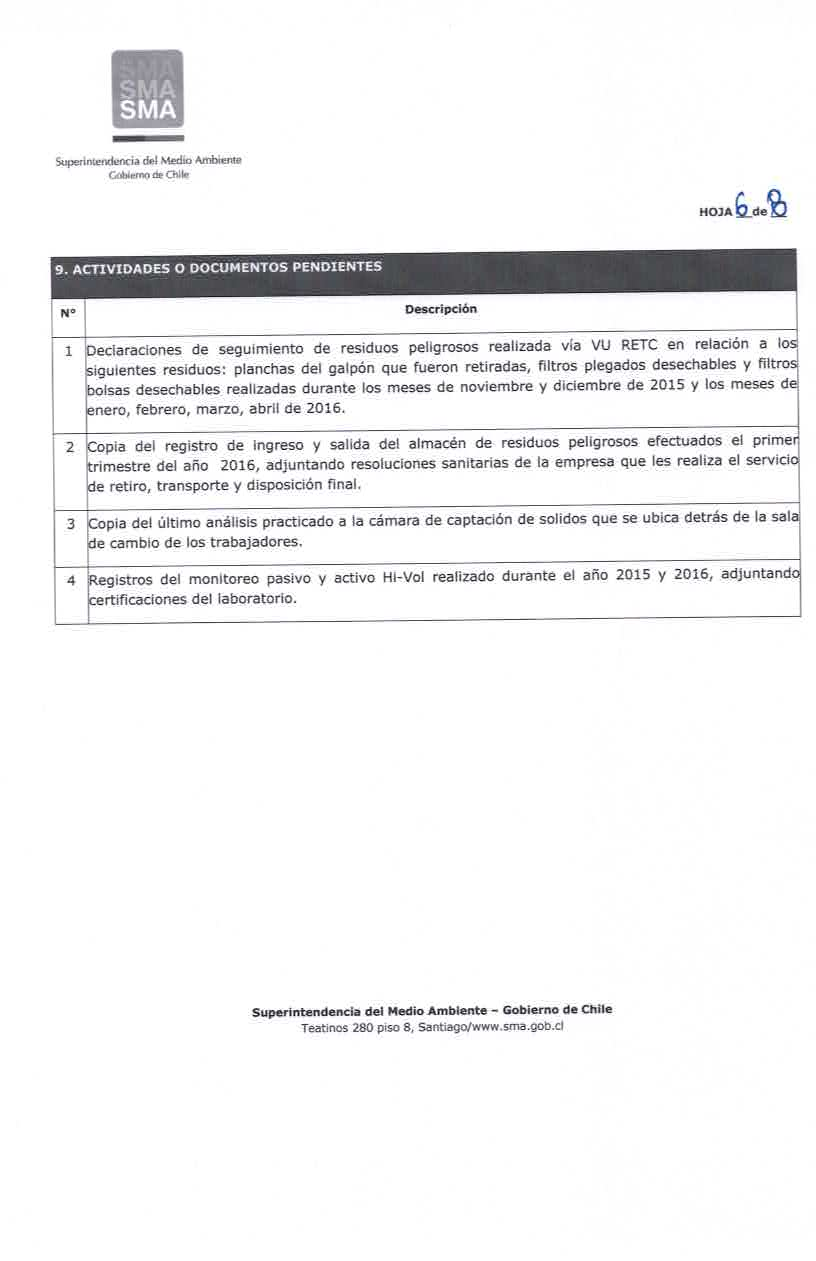 SMA
SMA
SMA
Superintendencia del Medio Ambiente
Gobierno de Chile
HOJA 6 de 8
9. ACTIVIDADES O DOCUMENTOS PENDIENTES
N° Descripción
1 Declaraciones de seguimiento de residuos peligrosos realizada vía VU RETC en relación a los
siguientes residuos: planchas del galpón que fueron retiradas, filtros plegados desechables y filtros
bolsas desechables realizadas durante los meses de noviembre y diciembre de 2015 y los meses de
enero, febrero, marzo, abril de 2016.
2 Copia del registro de ingreso y salida del almacén de residuos peligrosos efectuados el primer
trimestre del año 2016, adjuntando resoluciones sanitarias de la empresa que les realiza el servicio
de retiro, transporte y disposición final.
3 Copia del último análisis practicado a la cámara de captación de solidos que se ubica detrás de la sala
de cambio de los trabajadores.
4 Registros del monitoreo pasivo y activo Hi-Vol realizado durante el año 2015 y 2016, adjuntando
certificaciones del laboratorio.
Superintendencia del Medio Ambiente – Gobierno de Chile
Teatinos 280 piso 8, Santiago/www.sma.gob.cl